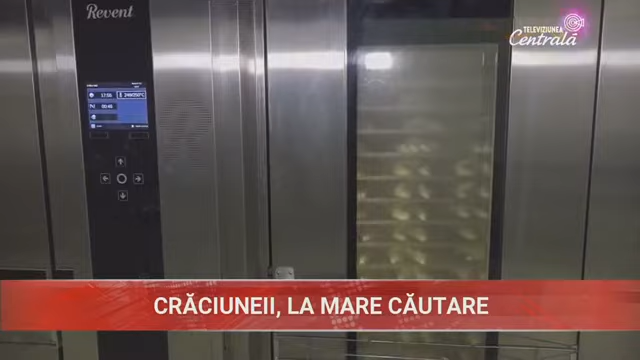 Revent
TELEVIZIUNEA
Centrală
CRĂCIUNEII, LA MARE CĂUTARE